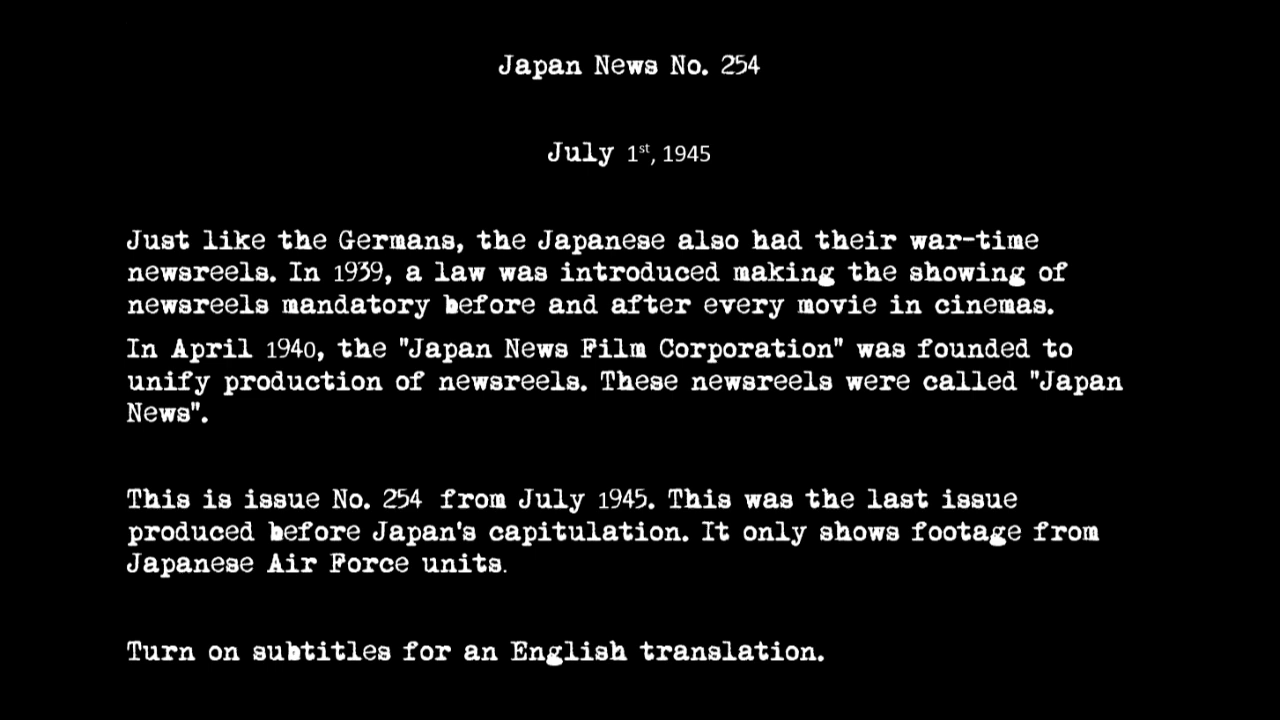 Japan News No. 254
July 1st, 1945
Just like the Germans, the Japanese also had their war-time
newsreels. In 1939, a law was introduced making the showing of
newsreels mandatory before and after every movie in cinemas.
In April 1940, the "Japan News Film Corporation" was founded to
unify production of newsreels. These newsreels were called "Japan
News".
This is issue No. 254 from July 1945. This was the last issue
produced before Japan's capitulation. It only shows footage from
Japanese Air Force units.
Turn on subtitles for an English translation.